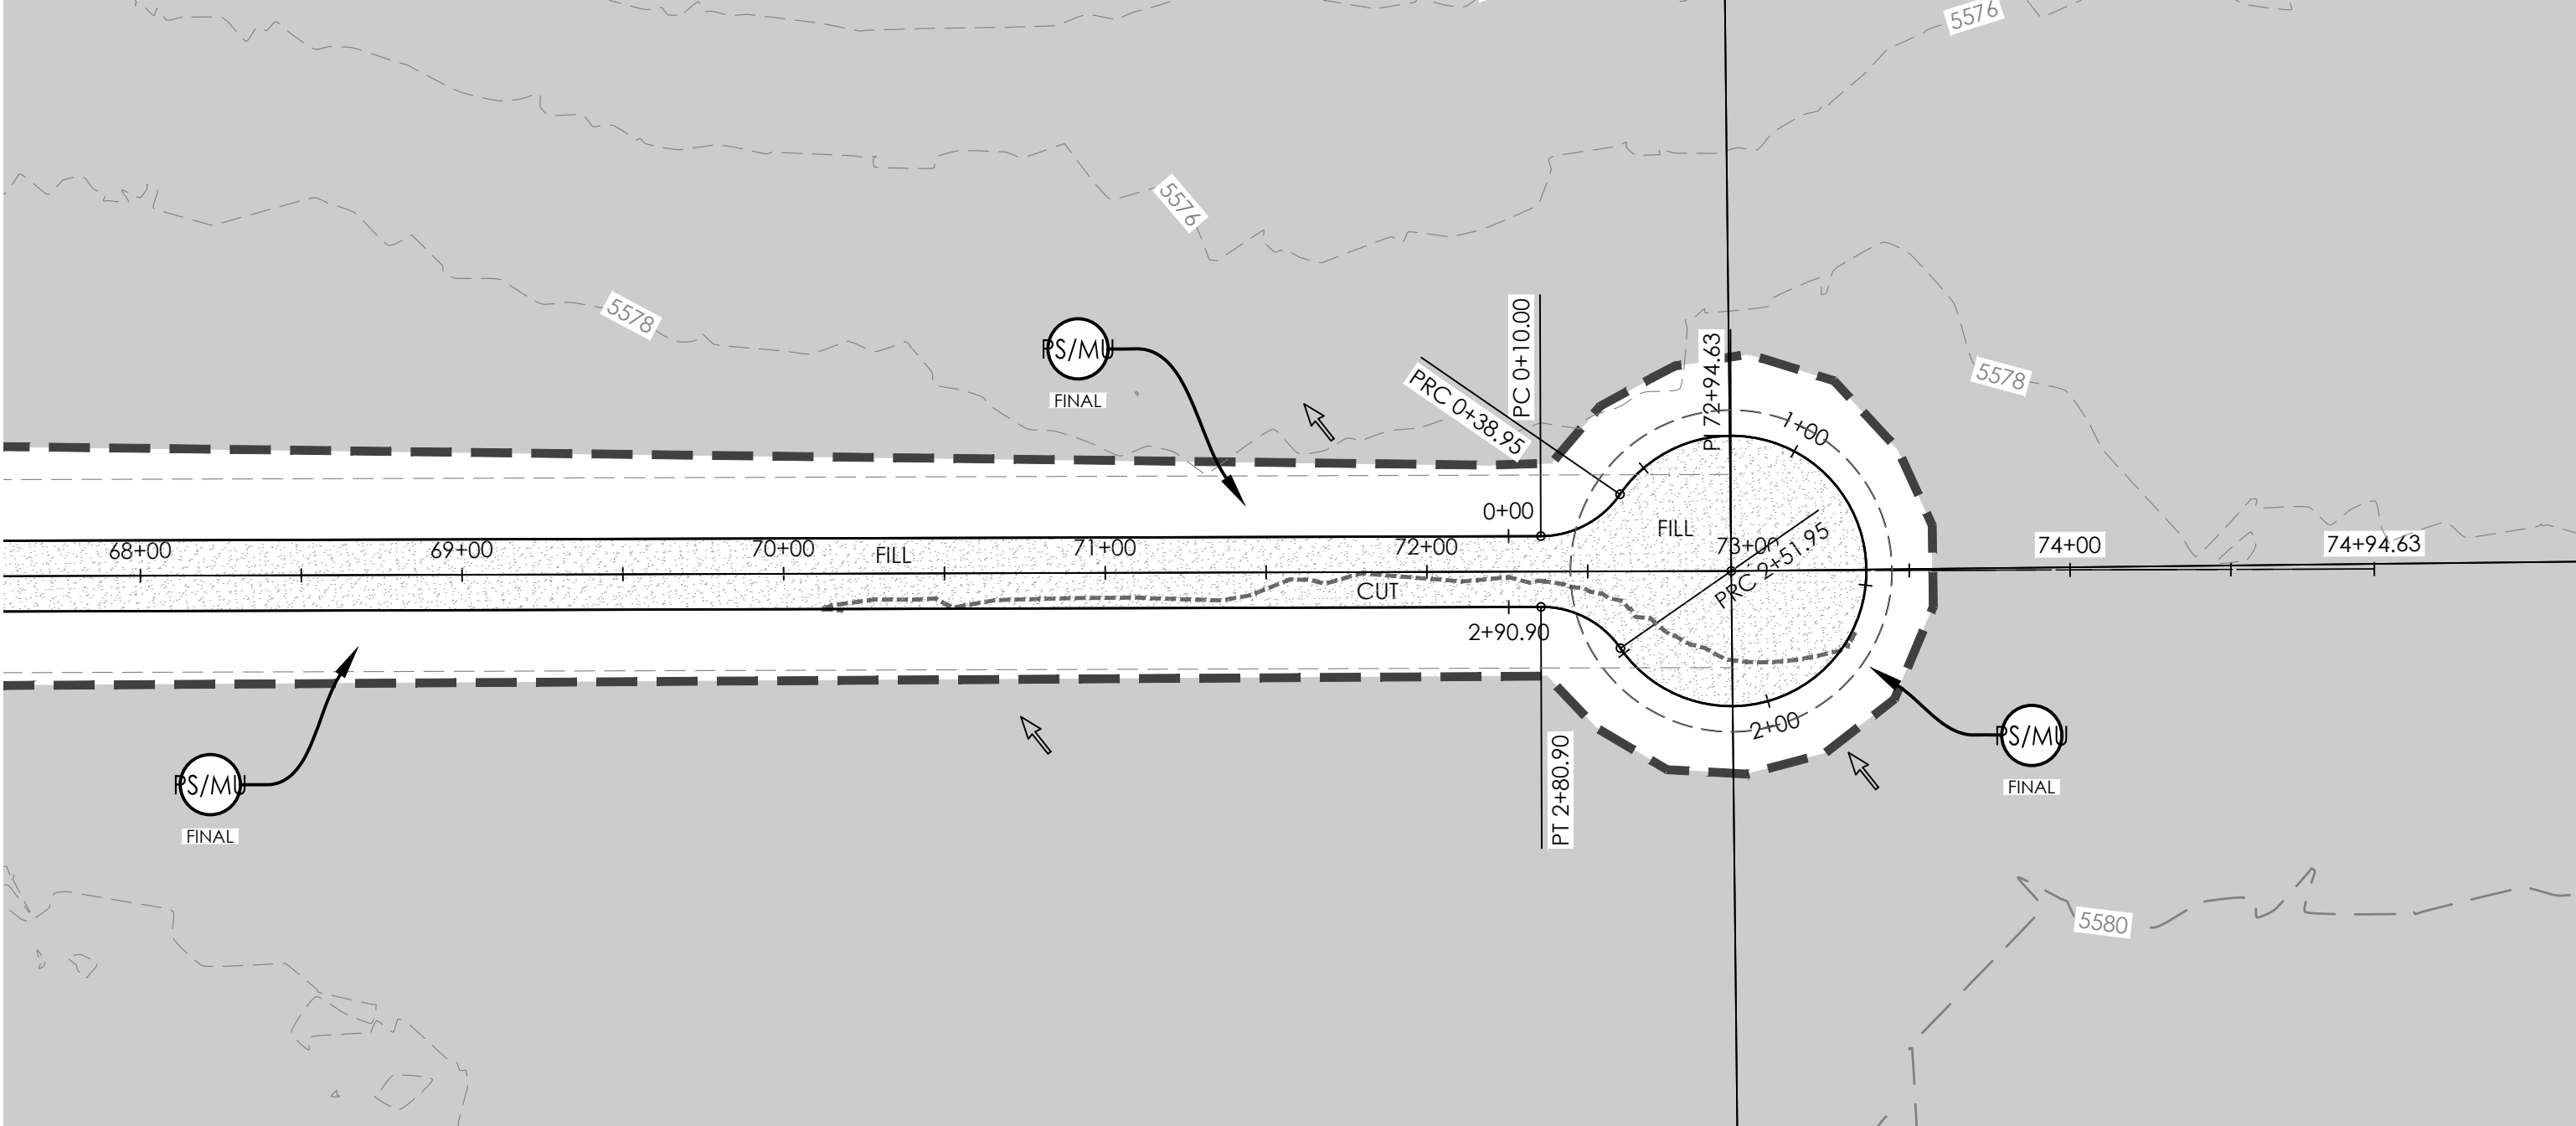 5576
5576
5578
PS/MU
FINAL
PC 0+10.00
PRC 0+38.95
PI 72+94.63
5578
1+00
0+00
FILL
68+00
69+00
70+00
FILL
71+00
72+00
73+00
74+00
74+94.63
PRC 2+51.95
CUT
2+90.90
2+00
PS/MU
FINAL
PT 2+80.90
PS/MU
FINAL
5580